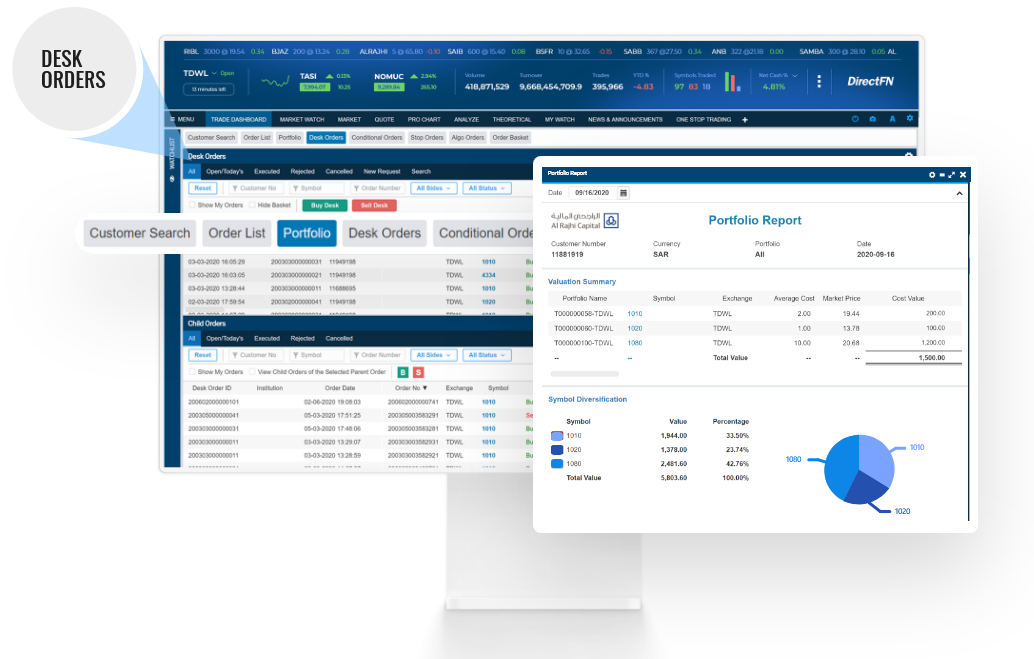 DESK
ORDERS
RIBL 3000 @ 19.54 0.34 BJAZ 200 @ 13.24 0.28 ALRAJHI 5 @ 65.80 -0.10 SAIB 600 @ 15.40 0.08 BSFR 10 @ 32.65 -0.15 SABB 367 @27.50 0.34 ANB 322 @21.18 0.00 SAMBA 300 @ 28.10 0.05 AL
TDWL Open
13 minutes left
TASI 0.13%
7,994.07 10.25
NOMUC 2.94%
9,289.84 265.10
Volume
418,871,529
Turnover
9,668,454,709.9
Trades
395,966
YTD %
-4.83
Symbols Traded
97 83 18
Net Cash %
4.81%
DirectFN
MENU TRADE DASHBOARD MARKET WATCH MARKET QUOTE PRO CHART ANALYZE THEORETICAL MY WATCH NEWS & ANNOUNCEMENTS ONE STOP TRADING +
WATCHLIST
Customer Search Order List Portfolio Desk Orders Conditional Orders Stop Orders Algo Orders Order Basket
Desk Orders
All Open/Today's Executed Rejected Cancelled New Request Search
Reset Customer No Symbol Order Number All Sides All Status
Show My Orders Hide Basket Buy Desk Sell Desk
Customer Search Order List Portfolio Desk Orders Conditional Orde
03-03-2020 16:05:29 200303000000031 11949198 TDWL 1010
03-03-2020 16:03:05 200303000000021 11949198 TDWL 4334
03-03-2020 13:28:44 200303000000011 11688695 TDWL 1010
02-03-2020 17:59:54 200302000000041 11949198 TDWL 1020
Child Orders
All Open/Today's Executed Rejected Cancelled
Reset Customer No Symbol Order Number All Sides All Status
Show My Orders View Child Orders of the Selected Parent Order B S
Desk Order ID Institution Order Date Order No Exchange Symbol
200602000000101 02-06-2020 19:08:03 200602000000741 TDWL 1010
200305000000041 05-03-2020 17:51:25 200305003583291 TDWL 1010
200303000000031 05-03-2020 17:48:06 200305003583281 TDWL 1010
200303000000011 03-03-2020 13:29:07 200303003582931 TDWL 1010
200303000000011 03-03-2020 13:28:59 200303003582921 TDWL 1010
Portfolio Report
Date 09/16/2020
الراجحي المالية
Al Rajhi Capital
Portfolio Report
Customer Number Currency Portfolio Date
11881919 SAR All 2020-09-16
Valuation Summary
Portfolio Name Symbol Exchange Average Cost Market Price Cost Value
T000000058-TDWL 1010 TDWL 2.00 19.44 200.00
T000000060-TDWL 1020 TDWL 1.00 13.78 100.00
T000000100-TDWL 1080 TDWL 10.00 20.68 1,200.00
-- -- Total Value -- -- 1,500.00
Symbol Diversification
Symbol Value Percentage
1010 1,944.00 33.50%
1020 1,378.00 23.74%
1080 2,481.60 42.76%
Total Value 5,803.60 100.00%
1010
1080
1020